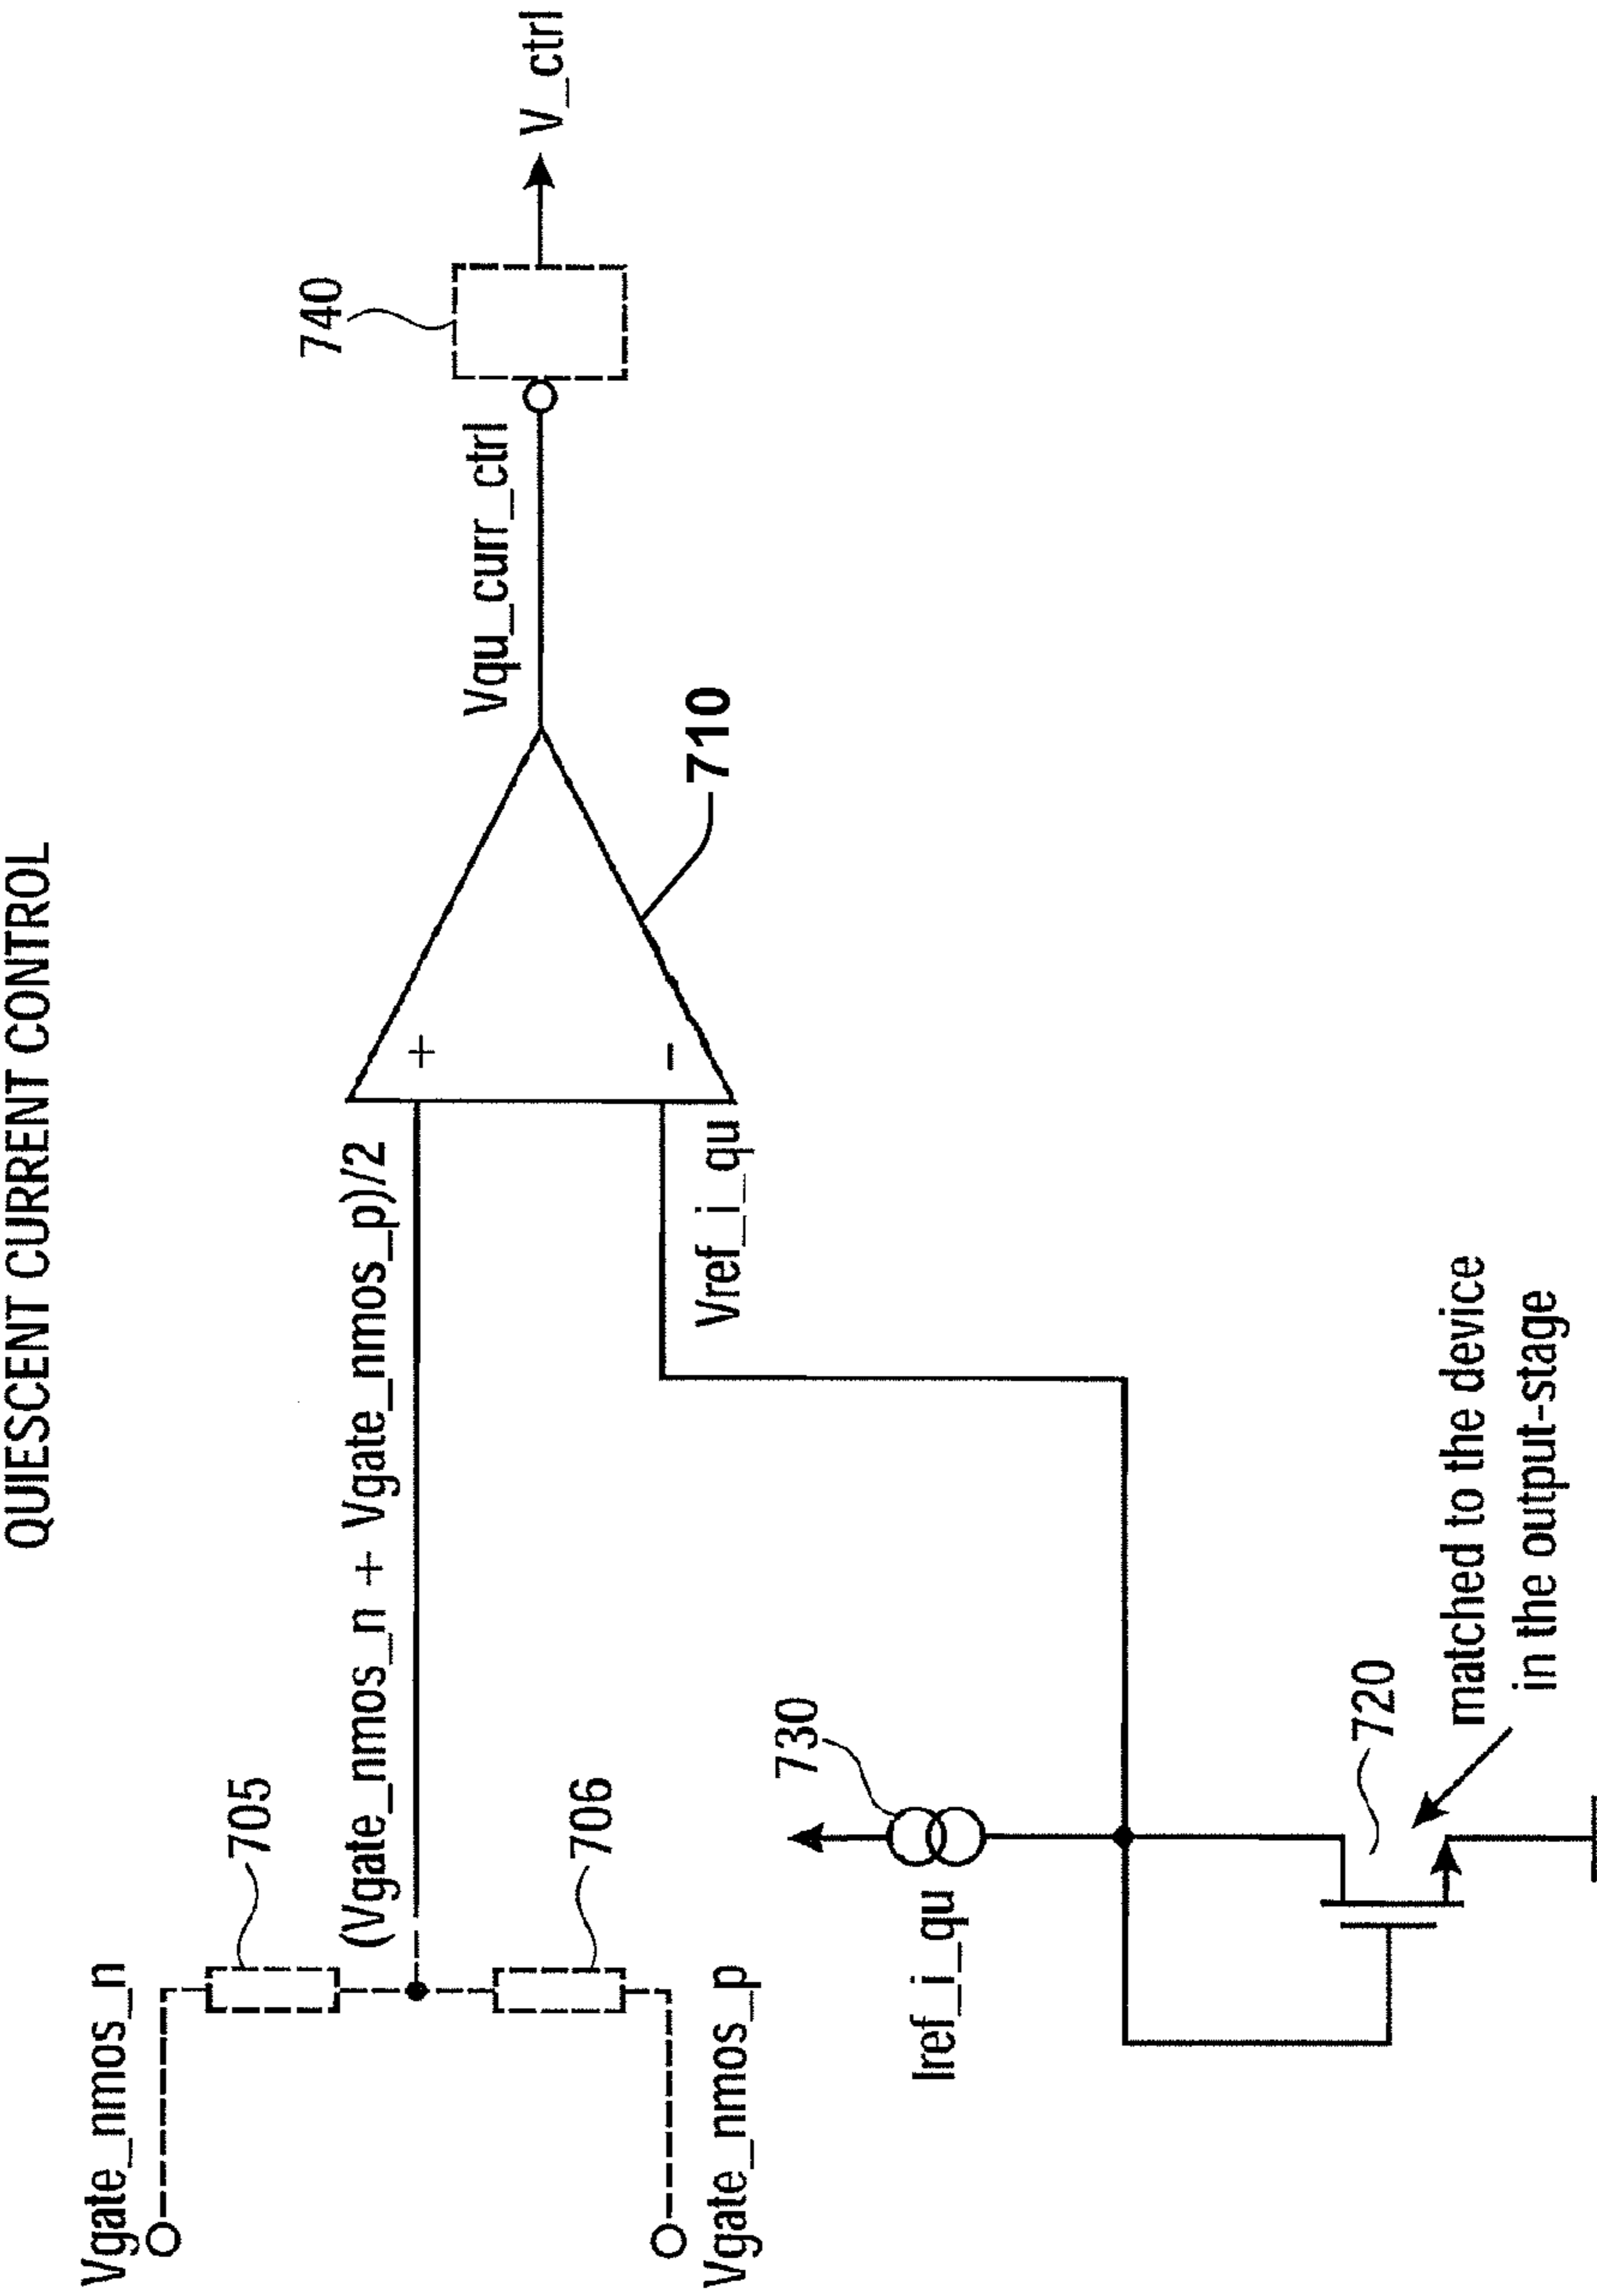 QUIESCENT CURRENT CONTROL
Vgate_nmos_n
705
(Vgate_nmos_n + Vgate_nmos_p)/2
706
Vgate_nmos_p
+
-
Vref_i_qu
710
Vqu_curr_ctrl
740
V_ctrl
730
Iref_i_qu
720
matched to the device
in the output-stage